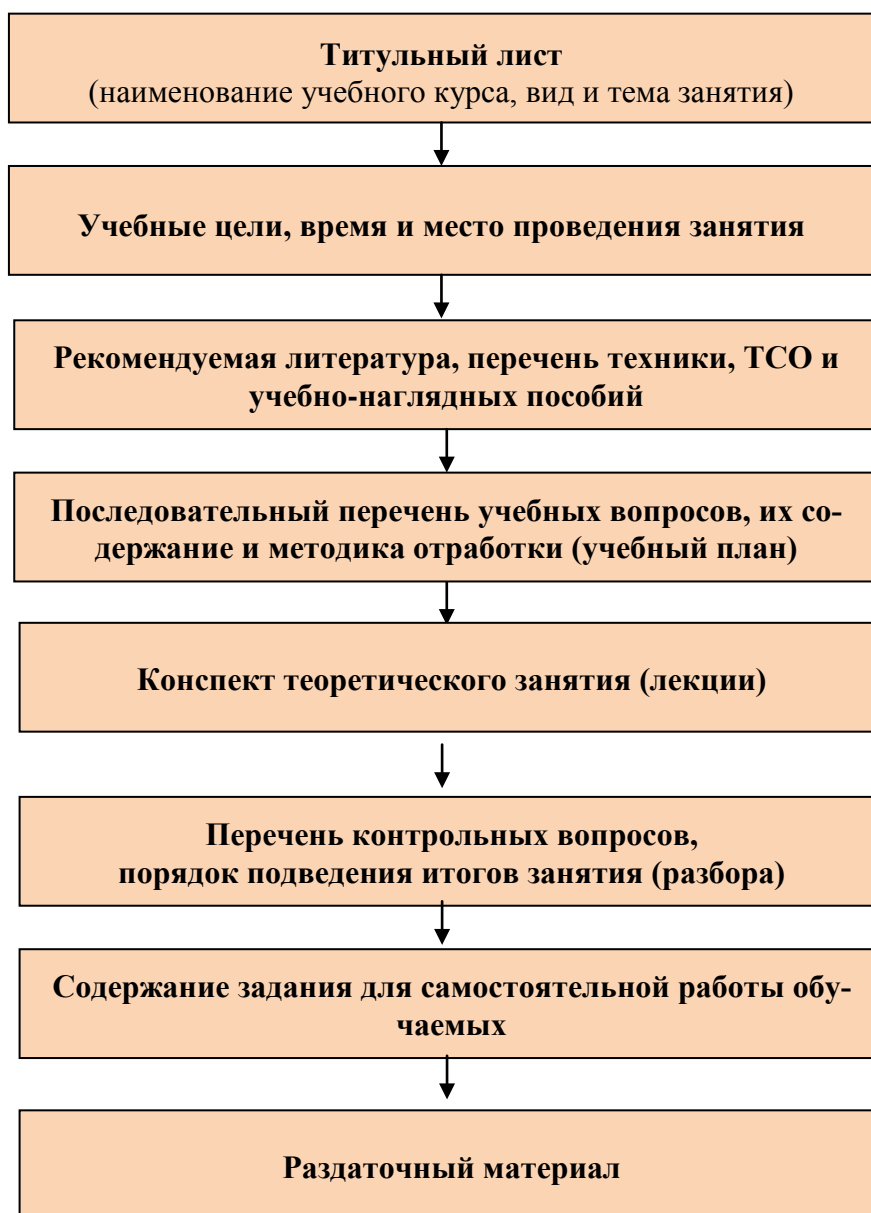 Титульный лист
(наименование учебного курса, вид и тема занятия)
Учебные цели, время и место проведения занятия
Рекомендуемая литература, перечень техники, ТСО и
учебно-наглядных пособий
Последовательный перечень учебных вопросов, их со-
держание и методика отработки (учебный план)
Конспект теоретического занятия (лекции)
Перечень контрольных вопросов,
порядок подведения итогов занятия (разбора)
Содержание задания для самостоятельной работы обу-
чаемых
Раздаточный материал